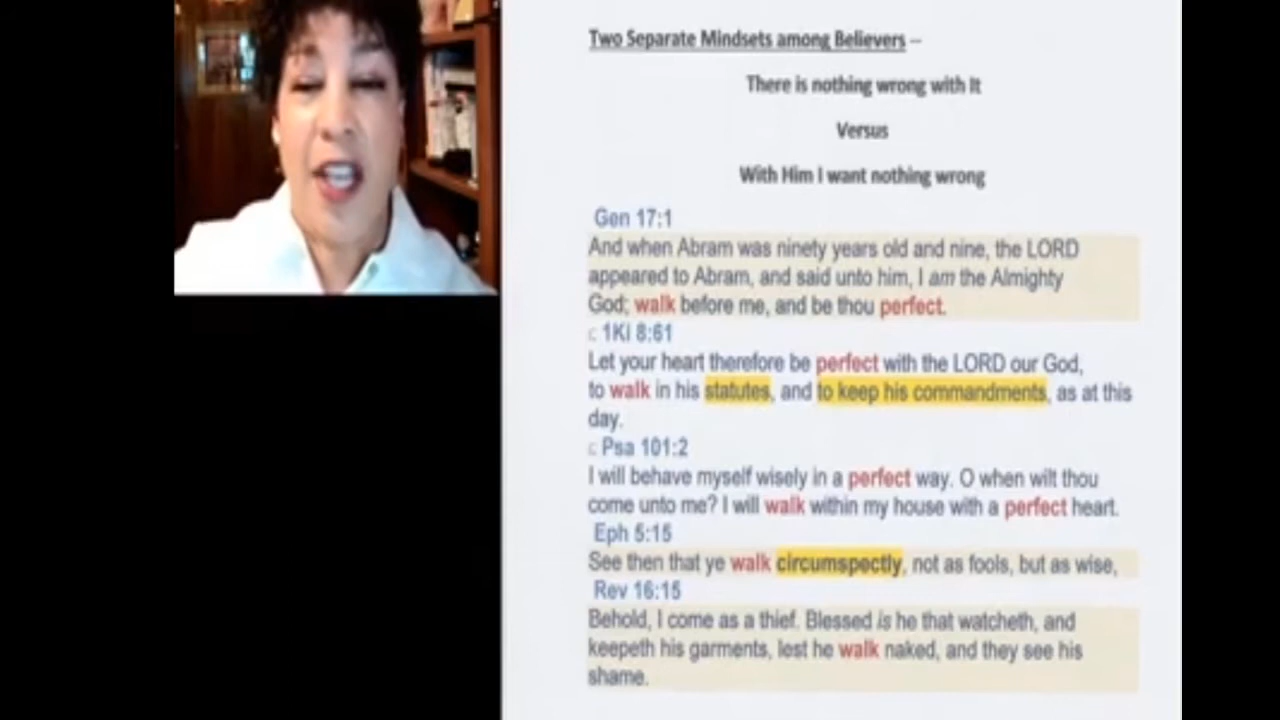 Two Separate Mindsets among Believers –
There is nothing wrong with It
Versus
With Him I want nothing wrong
Gen 17:1
And when Abram was ninety years old and nine, the LORD
appeared to Abram, and said unto him, I am the Almighty
God; walk before me, and be thou perfect.
c 1Ki 8:61
Let your heart therefore be perfect with the LORD our God,
to walk in his statutes, and to keep his commandments, as at this
day.
c Psa 101:2
I will behave myself wisely in a perfect way. O when wilt thou
come unto me? I will walk within my house with a perfect heart.
Eph 5:15
See then that ye walk circumspectly, not as fools, but as wise,
Rev 16:15
Behold, I come as a thief. Blessed is he that watcheth, and
keepeth his garments, lest he walk naked, and they see his
shame.